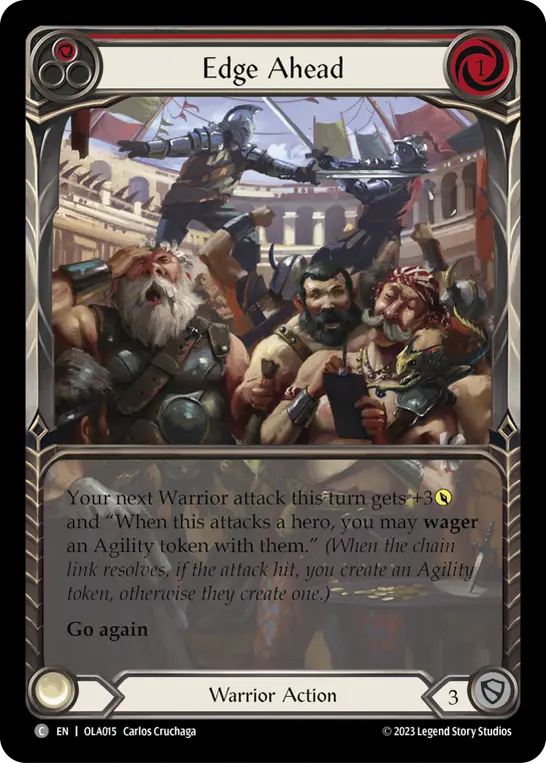 Edge Ahead
1
Your next Warrior attack this turn gets +3
and “When this attacks a hero, you may wager
an Agility token with them.” (When the chain
link resolves, if the attack hit, you create an Agility
token, otherwise they create one.)
Go again
Warrior Action
3
C EN | OLA015 Carlos Cruchaga
© 2023 Legend Story Studios